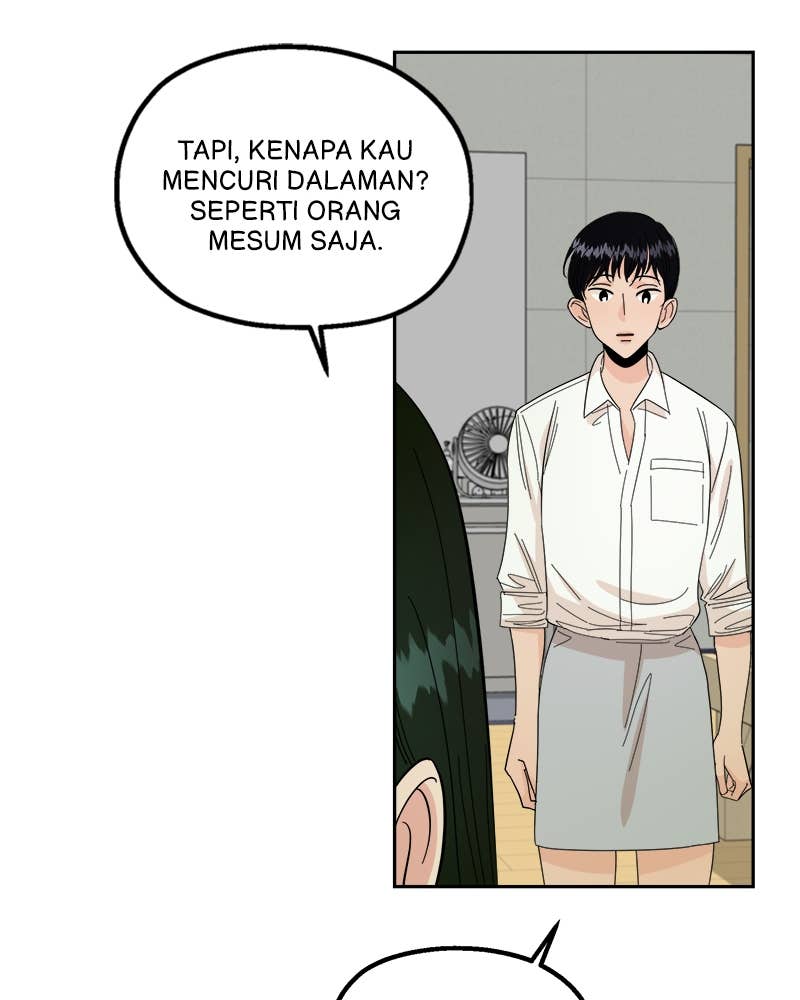 TAPI, KENAPA KAU
MENCURI DALAMAN?
SEPERTI ORANG
MESUM SAJA.